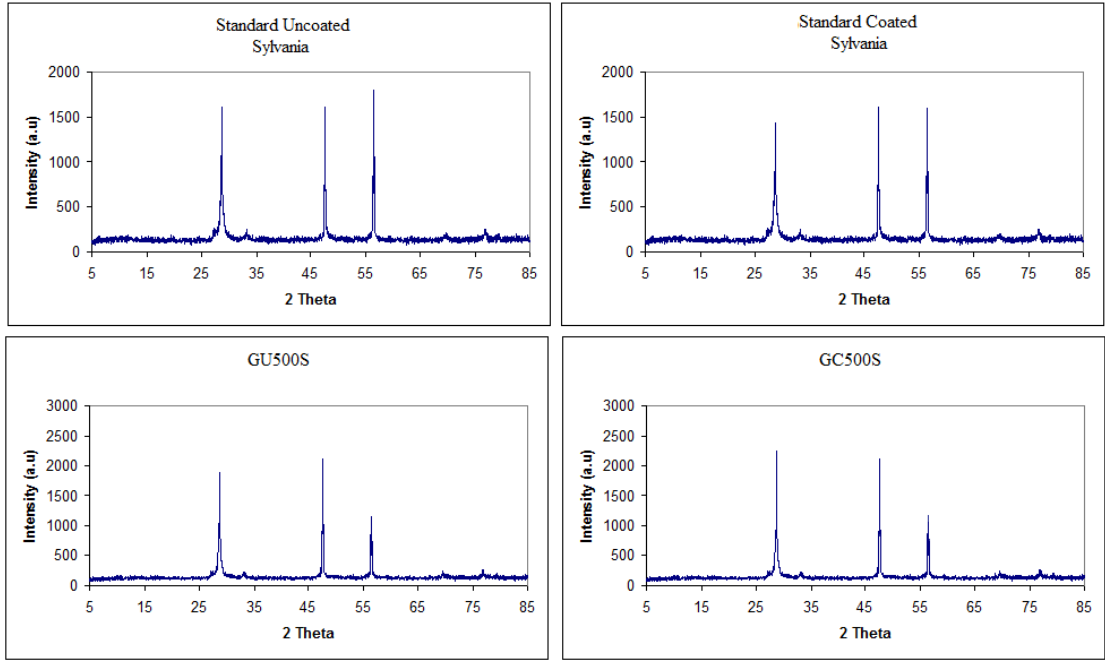 Standard Uncoated
Sylvania
2000
1500
1000
500
0
Intensity (a.u)
5 15 25 35 45 55 65 75 85
2 Theta
Standard Coated
Sylvania
2000
1500
1000
500
0
Intensity (a.u)
5 15 25 35 45 55 65 75 85
2 Theta
GU500S
3000
2500
2000
1500
1000
500
0
Intensity (a.u)
5 15 25 35 45 55 65 75 85
2 Theta
GC500S
3000
2500
2000
1500
1000
500
0
Intensity (a.u)
5 15 25 35 45 55 65 75 85
2 Theta